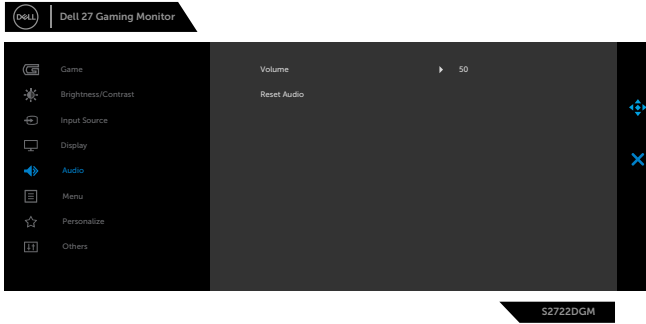 DELL
Dell 27 Gaming Monitor
Game
Volume 50
Brightness/Contrast
Reset Audio
Input Source
Display
Audio
Menu
Personalize
Others
S2722DGM